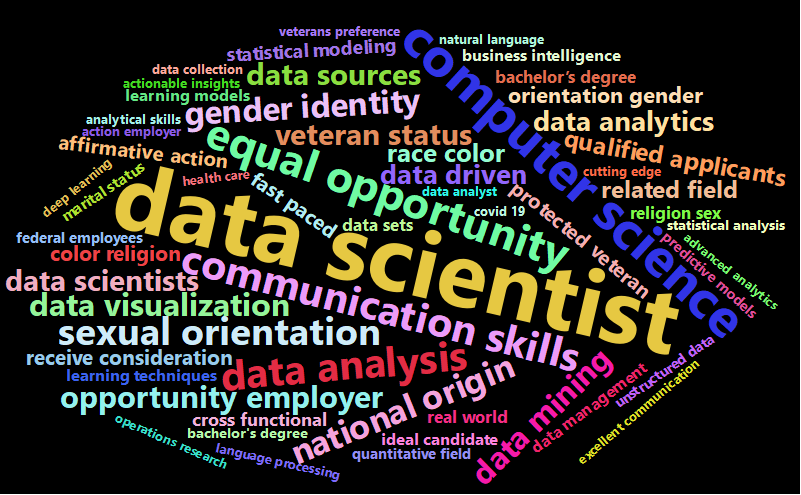 veterans preference
natural language
statistical modeling
business intelligence
computer science
data collection
data sources
bachelor’s degree
actionable insights
learning models
orientation gender
gender identity
analytical skills
data analytics
action employer
veteran status
equal opportunity
qualified applicants
affirmative action
race color
data driven
cutting edge
deep learning
marital status
health care
fast paced
data analyst
protected veteran
related field
data scientist
covid 19
religion sex
data sets
statistical analysis
federal employees
color religion
advanced analytics
predictive models
data scientists
communication skills
data visualization
sexual orientation
receive consideration
data analysis
learning techniques
unstructured data
opportunity employer
national origin
data mining
data management
excellent communication
cross functional
real world
operations research
bachelor's degree
ideal candidate
language processing
quantitative field